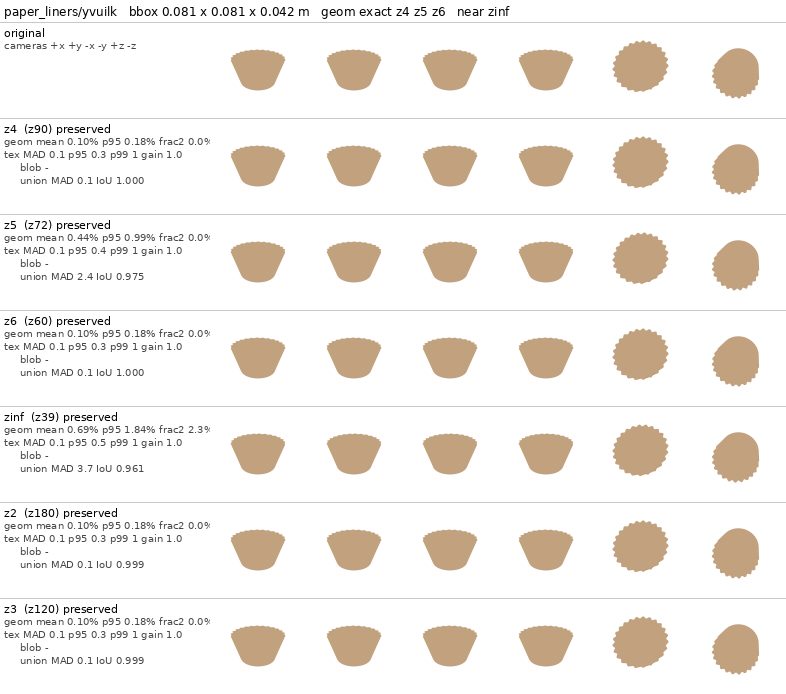 paper_liners/yvuilk   bbox 0.081 x 0.081 x 0.042 m   geom exact z4 z5 z6   near zinf
original
cameras +x +y -x -y +z -z
z4  (z90) preserved
geom mean 0.10% p95 0.18% frac2 0.0%
tex MAD 0.1 p95 0.3 p99 1 gain 1.0
blob -
union MAD 0.1 IoU 1.000
z5  (z72) preserved
geom mean 0.44% p95 0.99% frac2 0.0%
tex MAD 0.1 p95 0.4 p99 1 gain 1.0
blob -
union MAD 2.4 IoU 0.975
z6  (z60) preserved
geom mean 0.10% p95 0.18% frac2 0.0%
tex MAD 0.1 p95 0.3 p99 1 gain 1.0
blob -
union MAD 0.1 IoU 1.000
zinf  (z39) preserved
geom mean 0.69% p95 1.84% frac2 2.3%
tex MAD 0.1 p95 0.5 p99 1 gain 1.0
blob -
union MAD 3.7 IoU 0.961
z2  (z180) preserved
geom mean 0.10% p95 0.18% frac2 0.0%
tex MAD 0.1 p95 0.3 p99 1 gain 1.0
blob -
union MAD 0.1 IoU 0.999
z3  (z120) preserved
geom mean 0.10% p95 0.18% frac2 0.0%
tex MAD 0.1 p95 0.3 p99 1 gain 1.0
blob -
union MAD 0.1 IoU 0.999